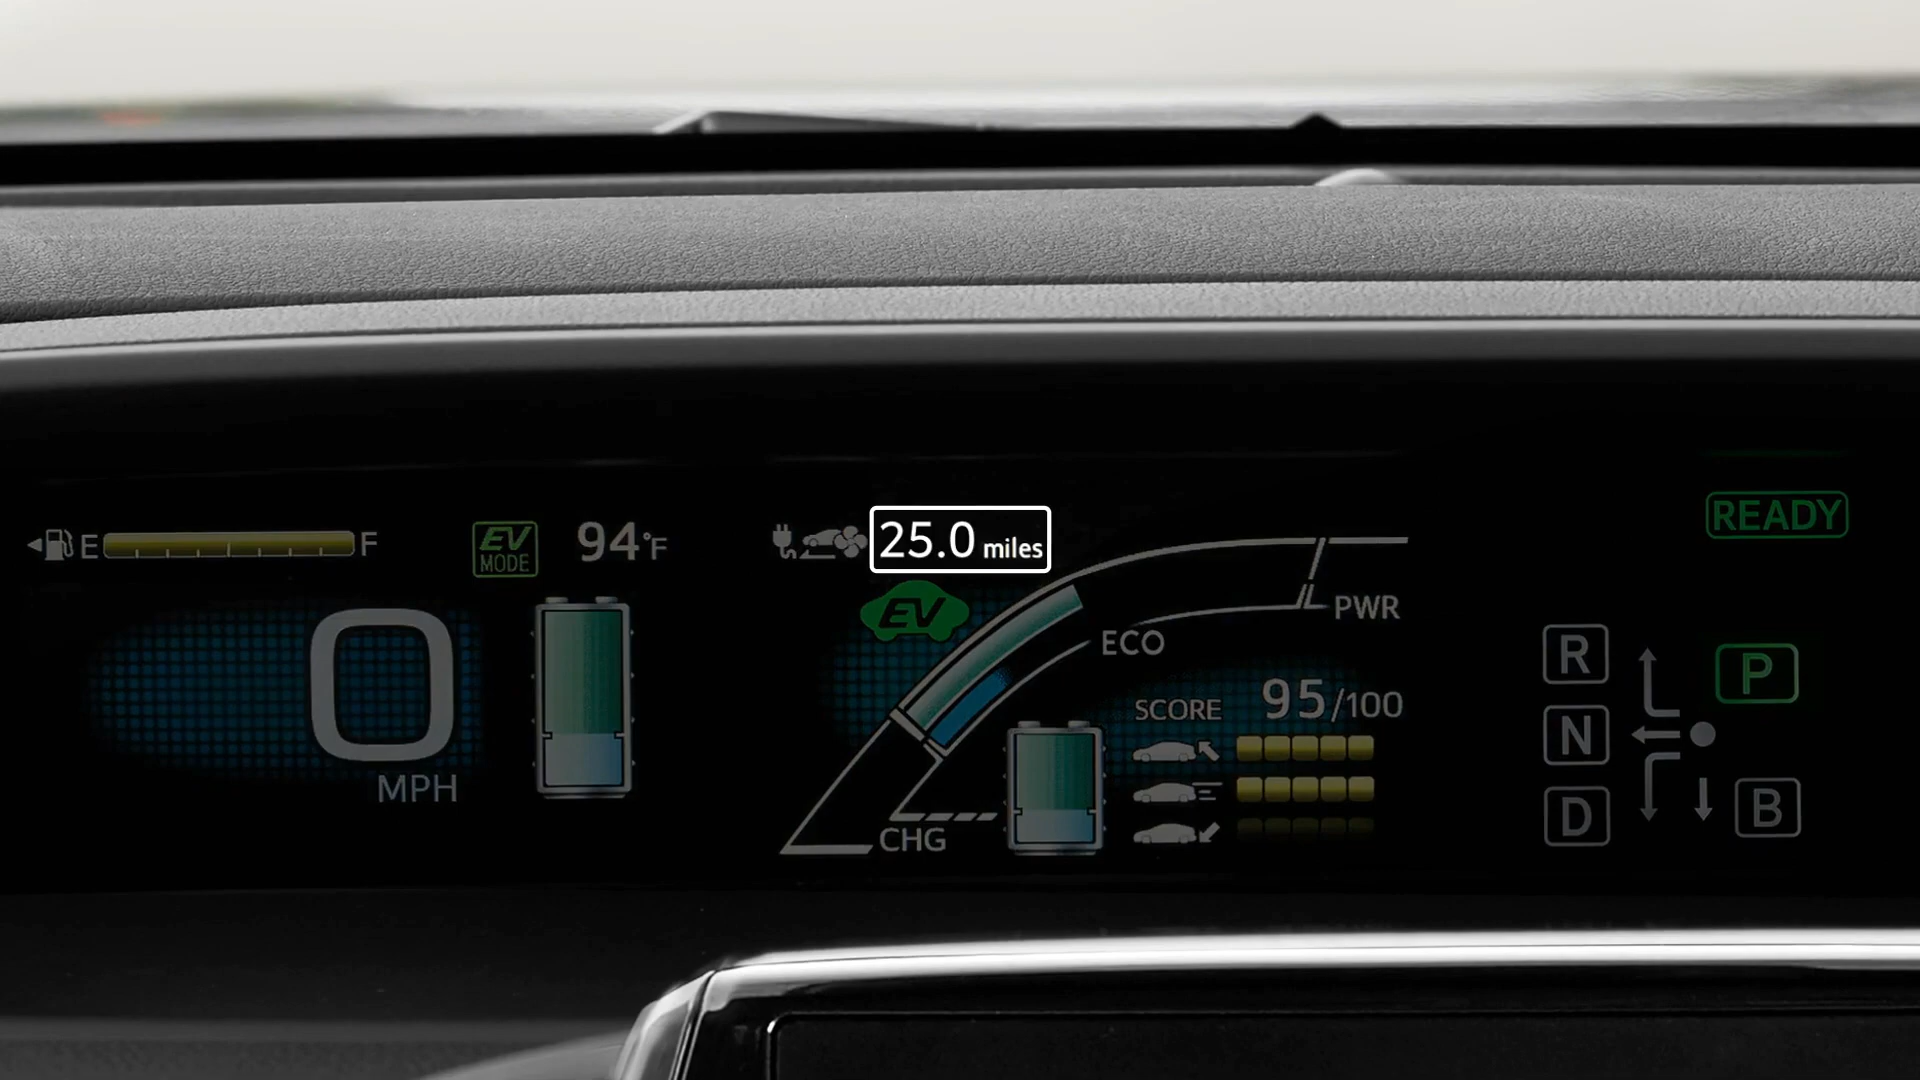 E F
EV MODE
94°F
25.0 miles
READY
EV
PWR
ECO
0
MPH
SCORE 95/100
CHG
R
N
D
P
B